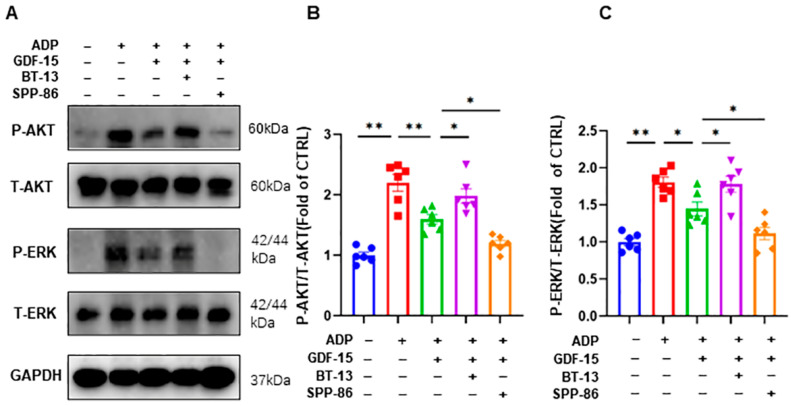 A
ADP – + + + +
GDF-15 – – + + +
BT-13 – – – + –
SPP-86 – – – – +
P-AKT 60kDa
T-AKT 60kDa
P-ERK 42/44
kDa
T-ERK 42/44
kDa
GAPDH 37kDa
B
P-AKT/T-AKT(Fold of CTRL)
3
2
1
0
** ** * *
ADP – + + + +
GDF-15 – – + + +
BT-13 – – – + –
SPP-86 – – – – +
C
P-ERK/T-ERK(Fold of CTRL)
2.5
2.0
1.5
1.0
0.5
0.0
** * * *
ADP – + + + +
GDF-15 – – + + +
BT-13 – – – + –
SPP-86 – – – – +